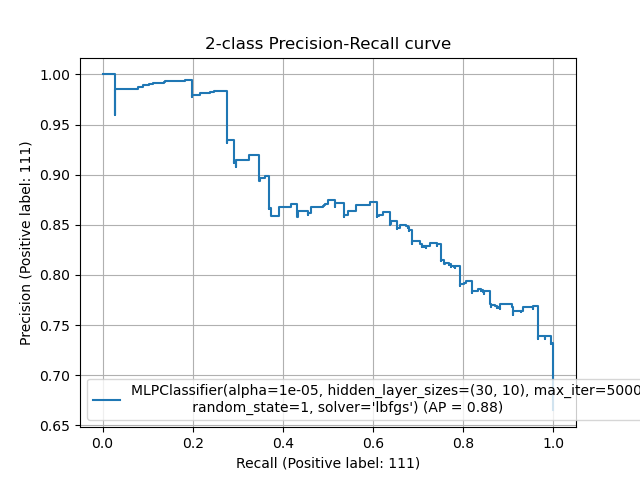 2-class Precision-Recall curve
1.00
0.95
0.90
0.85
0.80
0.75
0.70
0.65
Precision (Positive label: 111)
MLPClassifier(alpha=1e-05, hidden_layer_sizes=(30, 10), max_iter=5000
random_state=1, solver='lbfgs') (AP = 0.88)
0.0 0.2 0.4 0.6 0.8 1.0
Recall (Positive label: 111)